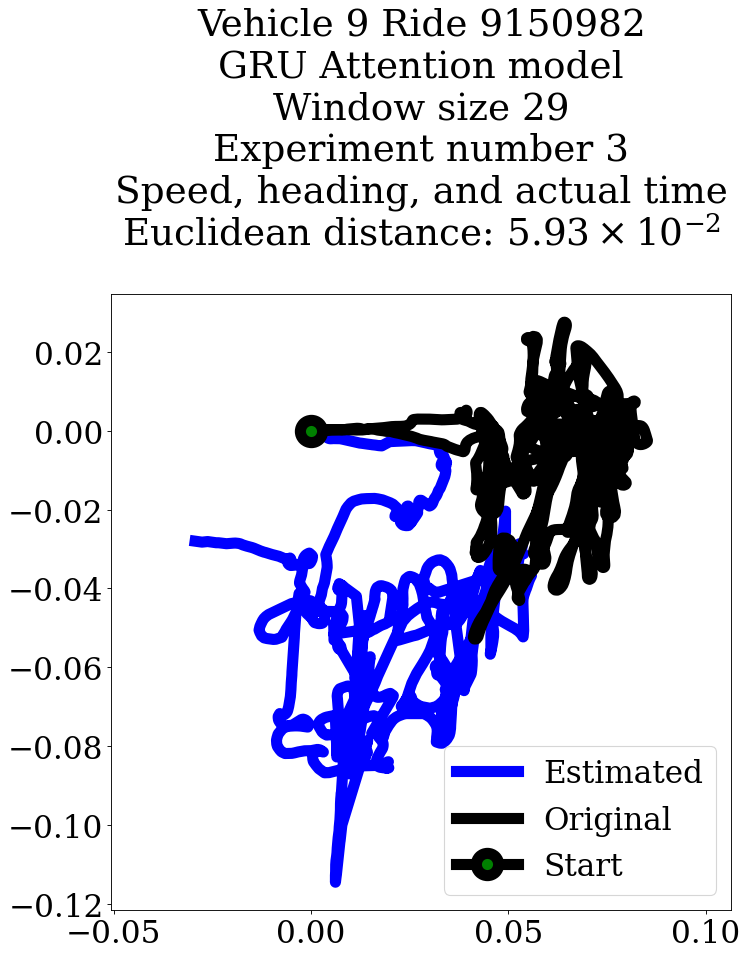 Vehicle 9 Ride 9150982
GRU Attention model
Window size 29
Experiment number 3
Speed, heading, and actual time
Euclidean distance: 5.93 × 10⁻²
0.02
0.00
−0.02
−0.04
−0.06
−0.08
−0.10
−0.12
−0.05 0.00 0.05 0.10
Estimated
Original
Start